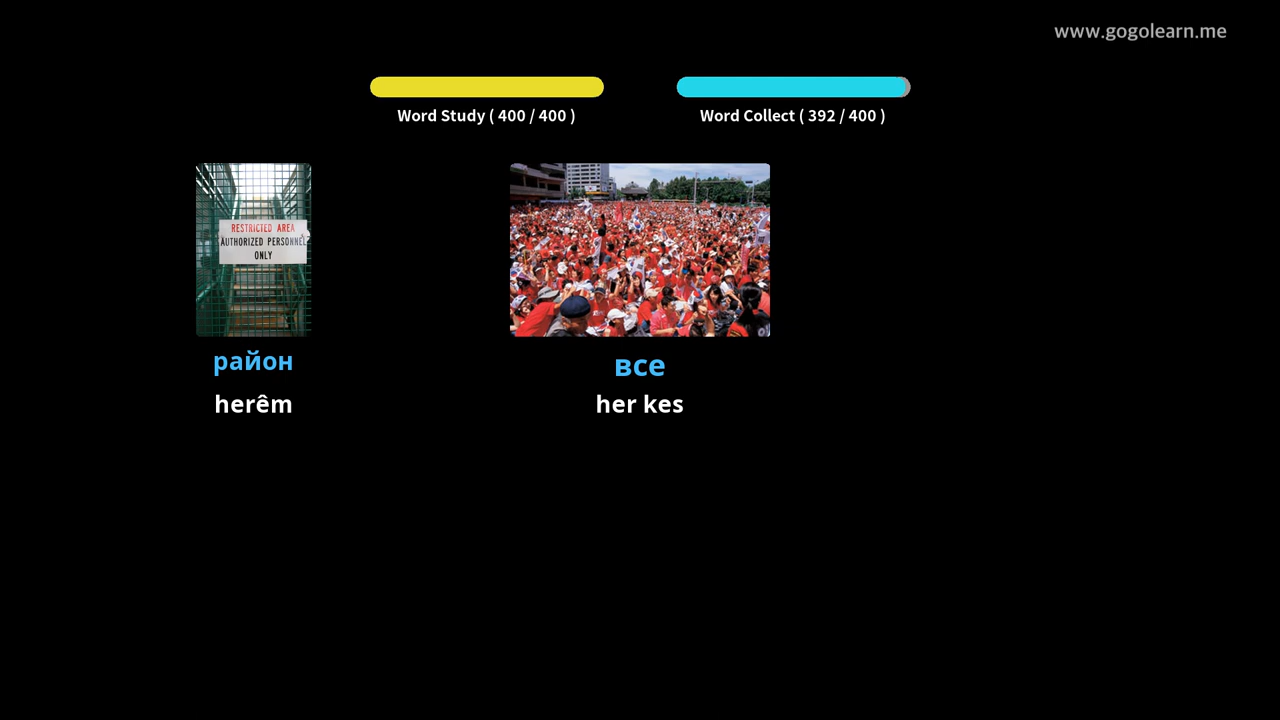 www.gogolearn.me
Word Study ( 400 / 400 )
Word Collect ( 392 / 400 )
RESTRICTED AREA
AUTHORIZED PERSONNEL
ONLY
район
все
herêm
her kes